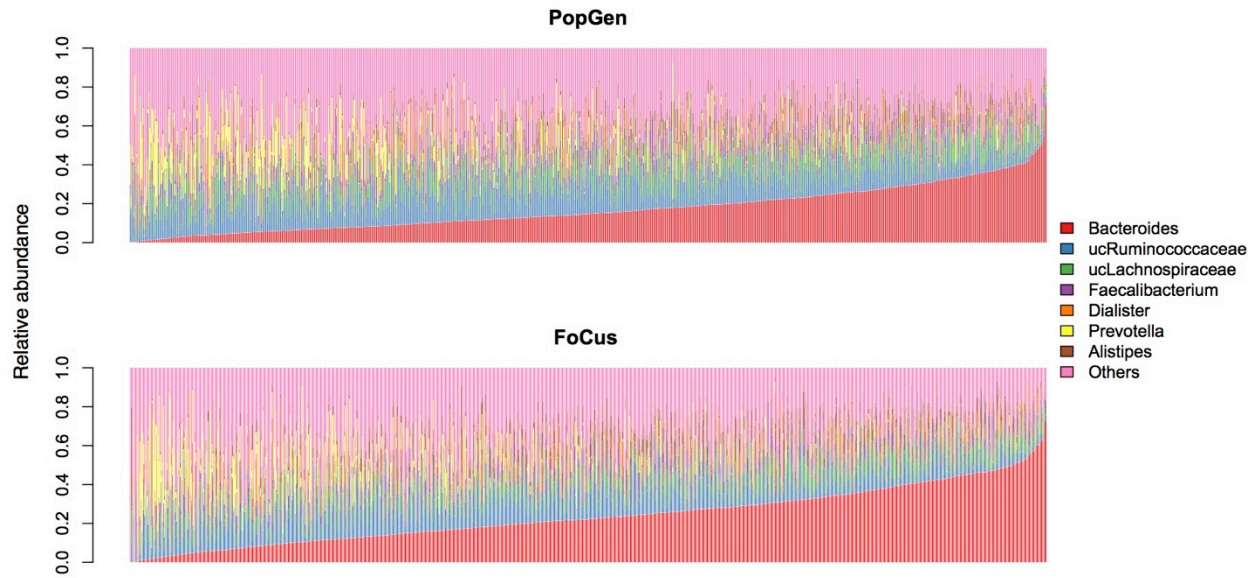 PopGen
1.0
0.8
0.6
0.4
0.2
0.0
Relative abundance
Bacteroides
ucRuminococcaceae
ucLachnospiraceae
Faecalibacterium
Dialister
Prevotella
Alistipes
Others
FoCus
1.0
0.8
0.6
0.4
0.2
0.0